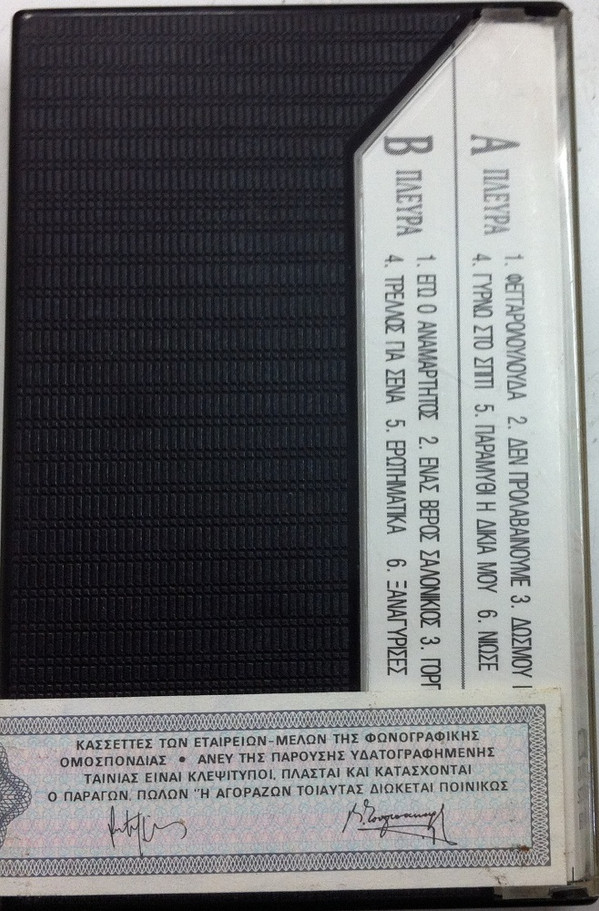 Α ΠΛΕΥΡΑ
1. ΦΕΓΓΑΡΟΛΟΥΛΟΥΔΑ 2. ΔΕΝ ΠΡΟΛΑΒΑΙΝΟΥΜΕ 3. ΔΩΣΜΟΥ
4. ΓΥΡΝΩ ΣΤΟ ΣΠΙΤΙ 5. ΠΑΡΑΜΥΘΙ Η ΔΙΚΙΑ ΜΟΥ 6. ΝΙΩΣΕ
Β ΠΛΕΥΡΑ
1. ΕΓΩ Ο ΑΝΑΜΑΡΤΗΤΟΣ 2. ΕΝΑΣ ΒΕΡΟΣ ΣΑΛΟΝΙΚΙΟΣ 3. ΓΟΡΓ
4. ΤΡΕΛΛΟΣ ΓΙΑ ΣΕΝΑ 5. ΕΡΩΤΗΜΑΤΙΚΑ 6. ΞΑΝΑΓΥΡΙΣΕΣ
ΚΑΣΣΕΤΤΕΣ ΤΩΝ ΕΤΑΙΡΕΙΩΝ-ΜΕΛΩΝ ΤΗΣ ΦΩΝΟΓΡΑΦΙΚΗΣ
ΟΜΟΣΠΟΝΔΙΑΣ • ΑΝΕΥ ΤΗΣ ΠΑΡΟΥΣΗΣ ΥΔΑΤΟΓΡΑΦΗΜΕΝΗΣ
ΤΑΙΝΙΑΣ ΕΙΝΑΙ ΚΛΕΨΙΤΥΠΟΙ, ΠΛΑΣΤΑΙ ΚΑΙ ΚΑΤΑΣΧΟΝΤΑΙ
Ο ΠΑΡΑΓΩΝ, ΠΩΛΩΝ Ή ΑΓΟΡΑΖΩΝ ΤΟΙΑΥΤΑΣ ΔΙΩΚΕΤΑΙ ΠΟΙΝΙΚΩΣ